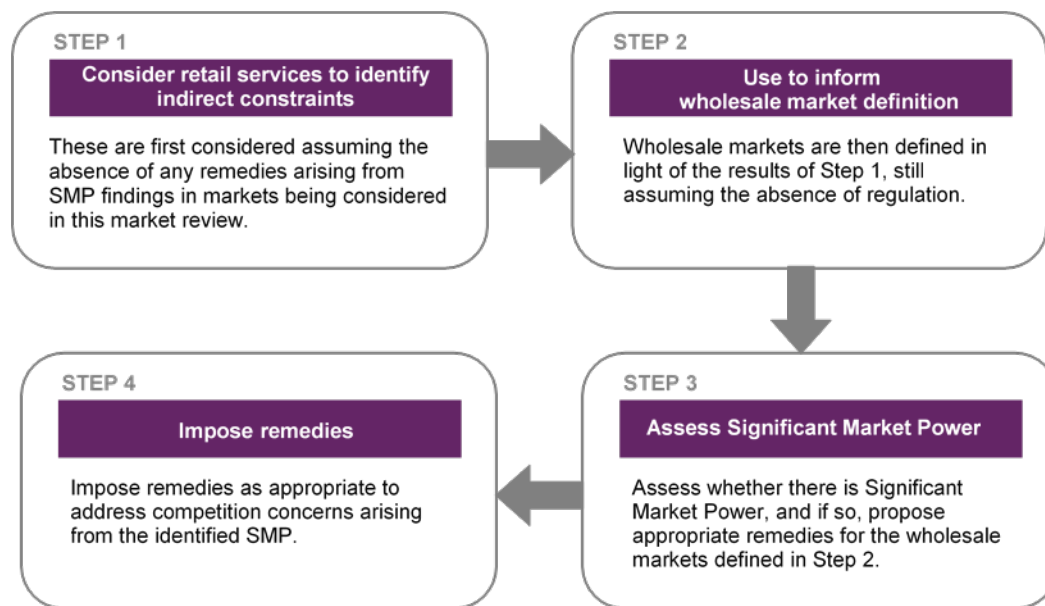 STEP 1
Consider retail services to identify
indirect constraints
These are first considered assuming the
absence of any remedies arising from
SMP findings in markets being considered
in this market review.
STEP 2
Use to inform
wholesale market definition
Wholesale markets are then defined in
light of the results of Step 1, still
assuming the absence of regulation.
STEP 3
Assess Significant Market Power
Assess whether there is Significant
Market Power, and if so, propose
appropriate remedies for the wholesale
markets defined in Step 2.
STEP 4
Impose remedies
Impose remedies as appropriate to
address competition concerns arising
from the identified SMP.